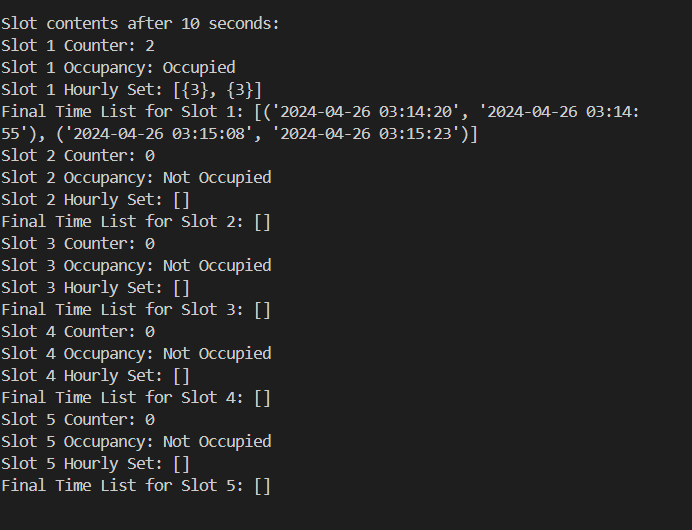 Slot contents after 10 seconds:
Slot 1 Counter: 2
Slot 1 Occupancy: Occupied
Slot 1 Hourly Set: [{3}, {3}]
Final Time List for Slot 1: [('2024-04-26 03:14:20', '2024-04-26 03:14:
55'), ('2024-04-26 03:15:08', '2024-04-26 03:15:23')]
Slot 2 Counter: 0
Slot 2 Occupancy: Not Occupied
Slot 2 Hourly Set: []
Final Time List for Slot 2: []
Slot 3 Counter: 0
Slot 3 Occupancy: Not Occupied
Slot 3 Hourly Set: []
Final Time List for Slot 3: []
Slot 4 Counter: 0
Slot 4 Occupancy: Not Occupied
Slot 4 Hourly Set: []
Final Time List for Slot 4: []
Slot 5 Counter: 0
Slot 5 Occupancy: Not Occupied
Slot 5 Hourly Set: []
Final Time List for Slot 5: []